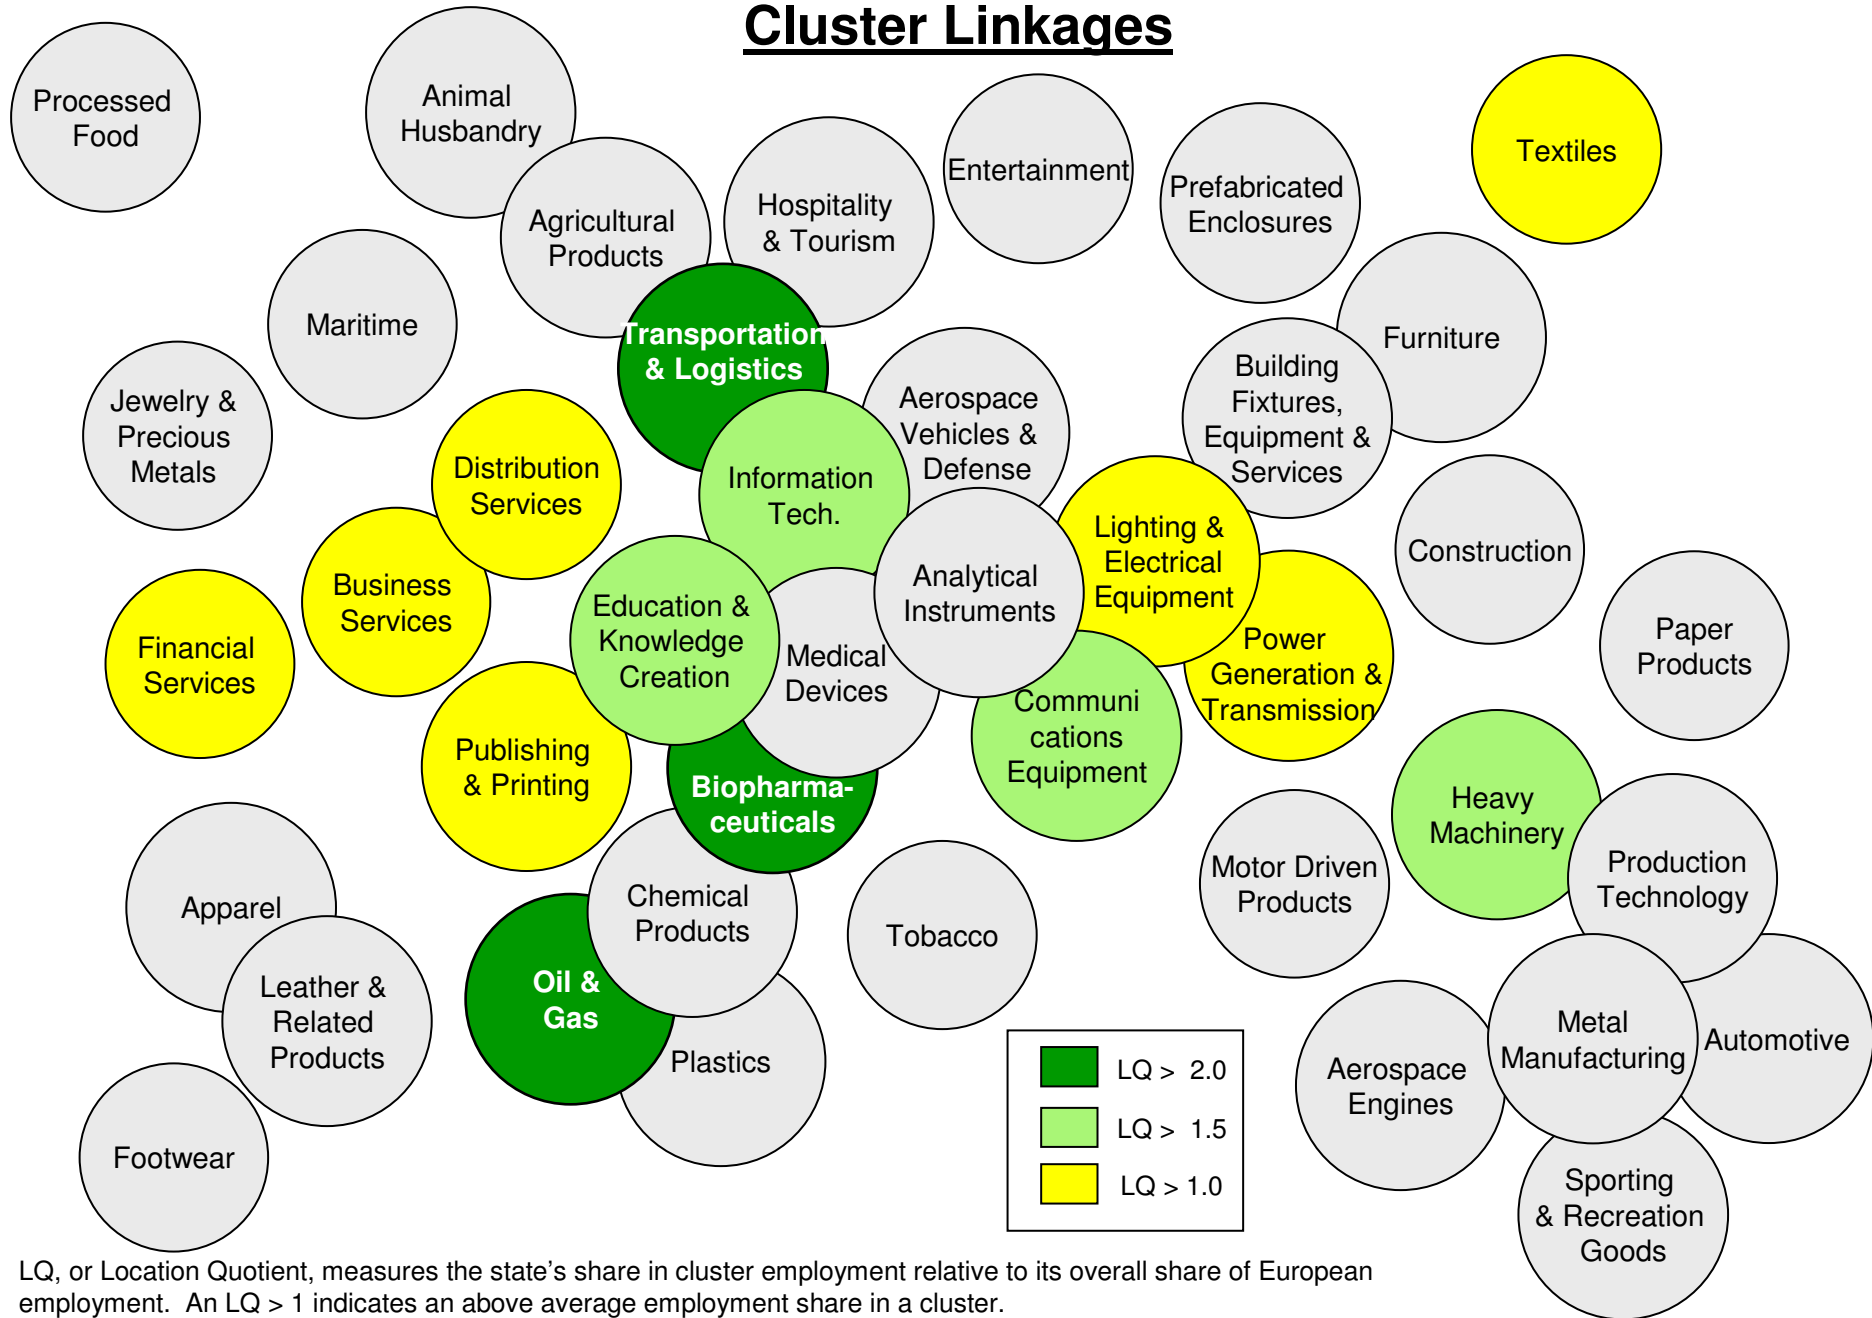 Cluster Linkages
Processed
Food
Animal
Husbandry
Agricultural
Products
Hospitality
& Tourism
Entertainment
Prefabricated
Enclosures
Textiles
Maritime
Jewelry &
Precious
Metals
Transportation
& Logistics
Aerospace
Vehicles &
Defense
Building
Fixtures,
Equipment &
Services
Furniture
Distribution
Services
Information
Tech.
Lighting &
Electrical
Equipment
Construction
Business
Services
Financial
Services
Education &
Knowledge
Creation
Medical
Devices
Analytical
Instruments
Power
Generation &
Transmission
Paper
Products
Publishing
& Printing
Biopharma-
ceuticals
Communi
cations
Equipment
Heavy
Machinery
Production
Technology
Motor Driven
Products
Apparel
Leather &
Related
Products
Footwear
Chemical
Products
Oil &
Gas
Plastics
Tobacco
Aerospace
Engines
Metal
Manufacturing
Automotive
Sporting
& Recreation
Goods
LQ > 2.0
LQ > 1.5
LQ > 1.0
LQ, or Location Quotient, measures the state’s share in cluster employment relative to its overall share of European
employment. An LQ > 1 indicates an above average employment share in a cluster.